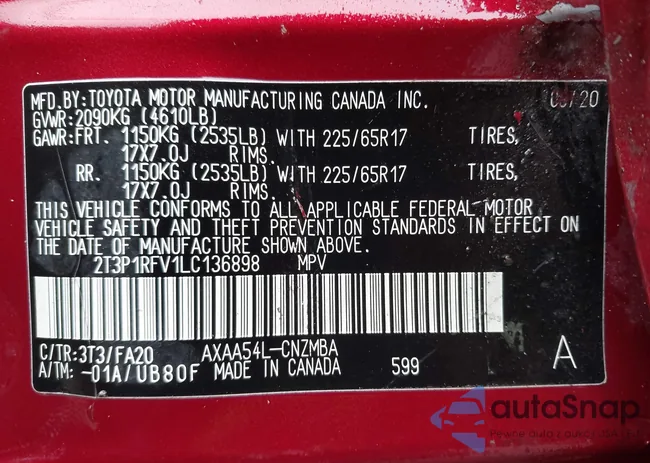 MFD.BY:TOYOTA MOTOR MANUFACTURING CANADA INC. /20
GVWR:2090KG (4610LB)
GAWR:FRT. 1150KG (2535LB) WITH 225/65R17 TIRES,
17X7.0J RIMS.
RR. 1150KG (2535LB) WITH 225/65R17 TIRES,
17X7.0J RIMS.
THIS VEHICLE CONFORMS TO ALL APPLICABLE FEDERAL MOTOR
VEHICLE SAFETY AND THEFT PREVENTION STANDARDS IN EFFECT ON
THE DATE OF MANUFACTURE SHOWN ABOVE.
2T3P1RFV1LC136898 MPV
C/TR:3T3/FA20 AXAA54L-CNZMBA A
A/TM: -01A/UB80F MADE IN CANADA 599
autoSnap